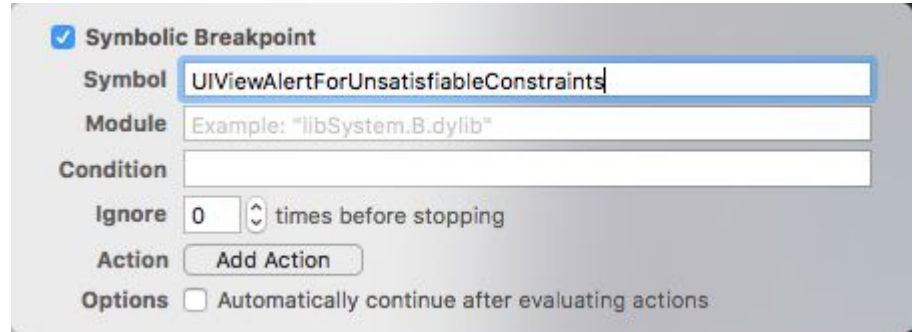 Symbolic Breakpoint
Symbol UIViewAlertForUnsatisfiableConstraints
Module Example: "libSystem.B.dylib"
Condition
Ignore 0 times before stopping
Action Add Action
Options Automatically continue after evaluating actions